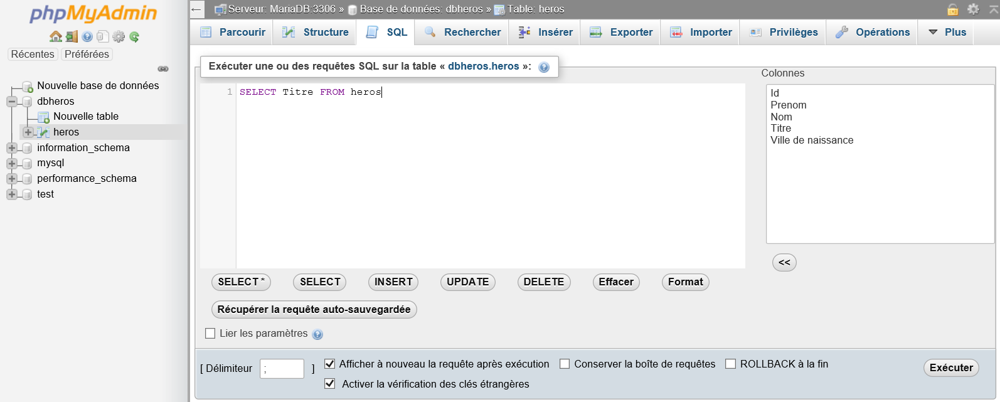 phpMyAdmin
Récentes Préférées
Nouvelle base de données
dbheros
Nouvelle table
heros
information_schema
mysql
performance_schema
test
← Serveur: MariaDB:3306 » Base de données: dbheros » Table: heros
Parcourir Structure SQL Rechercher Insérer Exporter Importer Privilèges Opérations Plus
Exécuter une ou des requêtes SQL sur la table « dbheros.heros »:
1 SELECT Titre FROM heros
Colonnes
Id
Prenom
Nom
Titre
Ville de naissance
<<
SELECT * SELECT INSERT UPDATE DELETE Effacer Format
Récupérer la requête auto-sauvegardée
Lier les paramètres
[ Délimiteur ; ] Afficher à nouveau la requête après exécution Conserver la boîte de requêtes ROLLBACK à la fin
Activer la vérification des clés étrangères
Exécuter